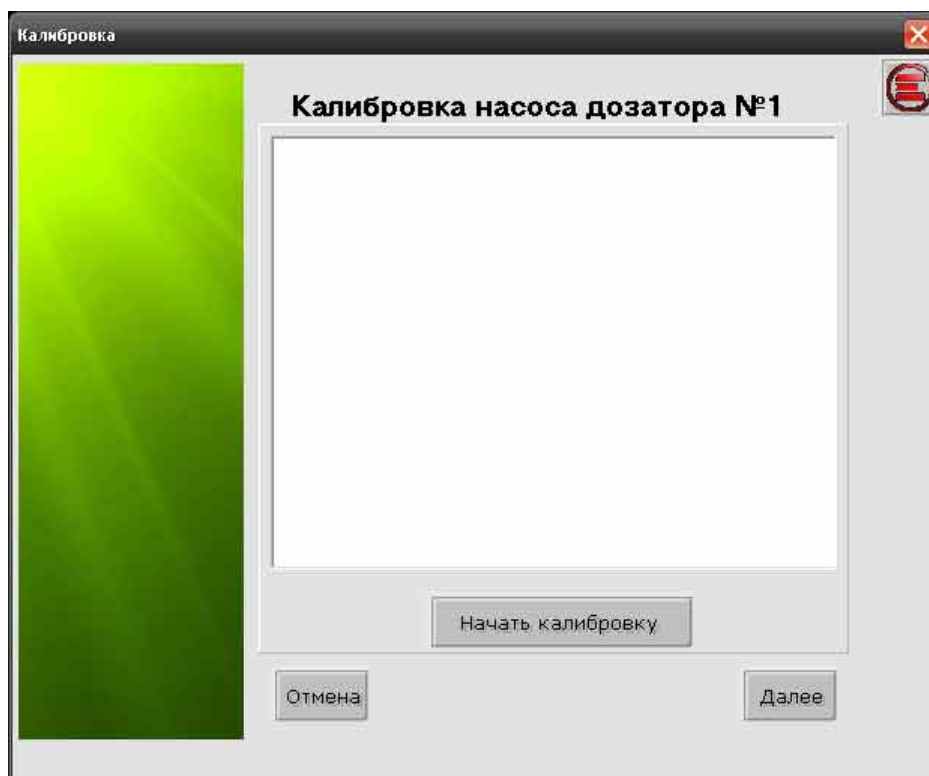 Калибровка
Калибровка насоса дозатора №1
Начать калибровку
Отмена
Далее